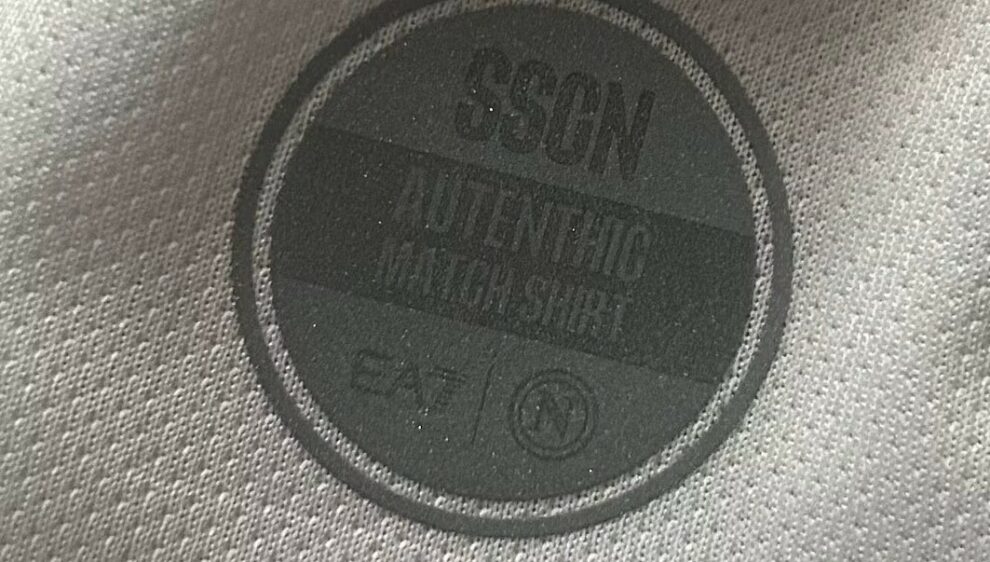 SSCN
AUTENTHIC
MATCH SHIRT
EA7 N